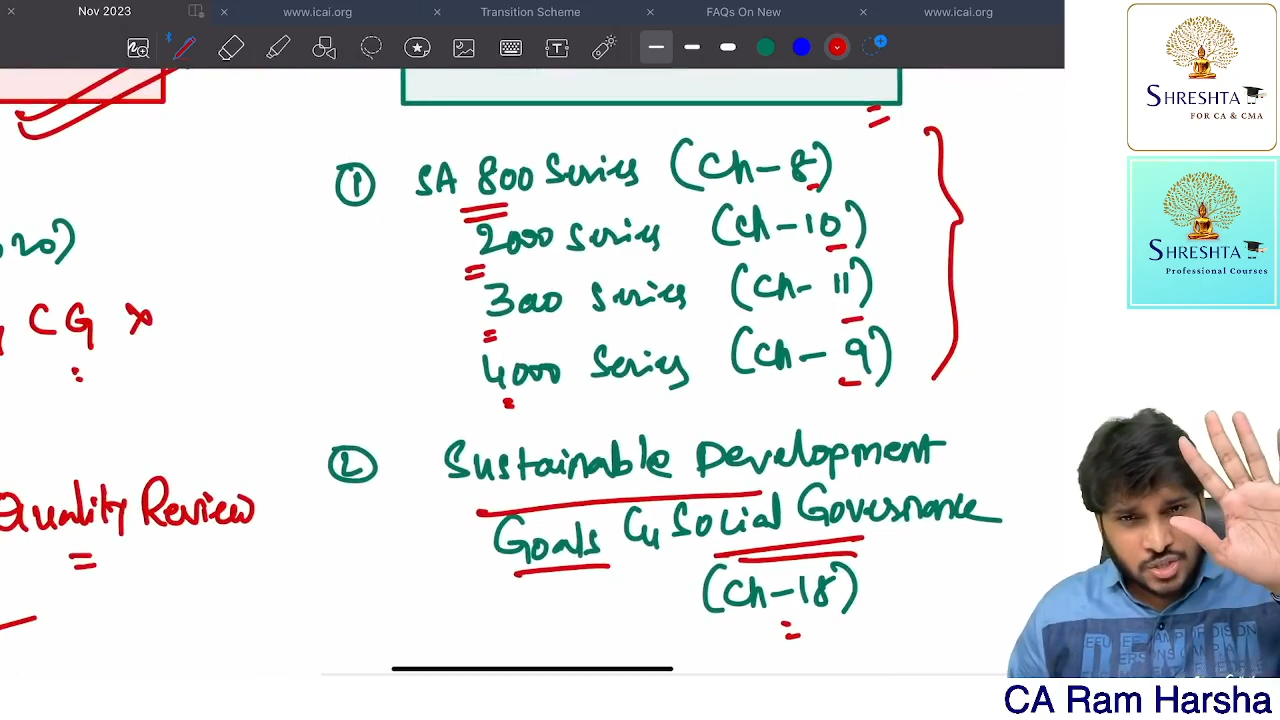 Nov 2023
www.icai.org
Transition Scheme
FAQs On New
www.icai.org
SHRESHTA
FOR CA & CMA
SHRESHTA
Professional Courses
① SA 800 Series (Ch-8)
2000 Series (Ch-10)
3000 Series (Ch-11)
4000 Series (Ch-9)
② Sustainable Development
Goals & Social Governance
(Ch-18)
20)
CG ×
Quality Review
CA Ram Harsha